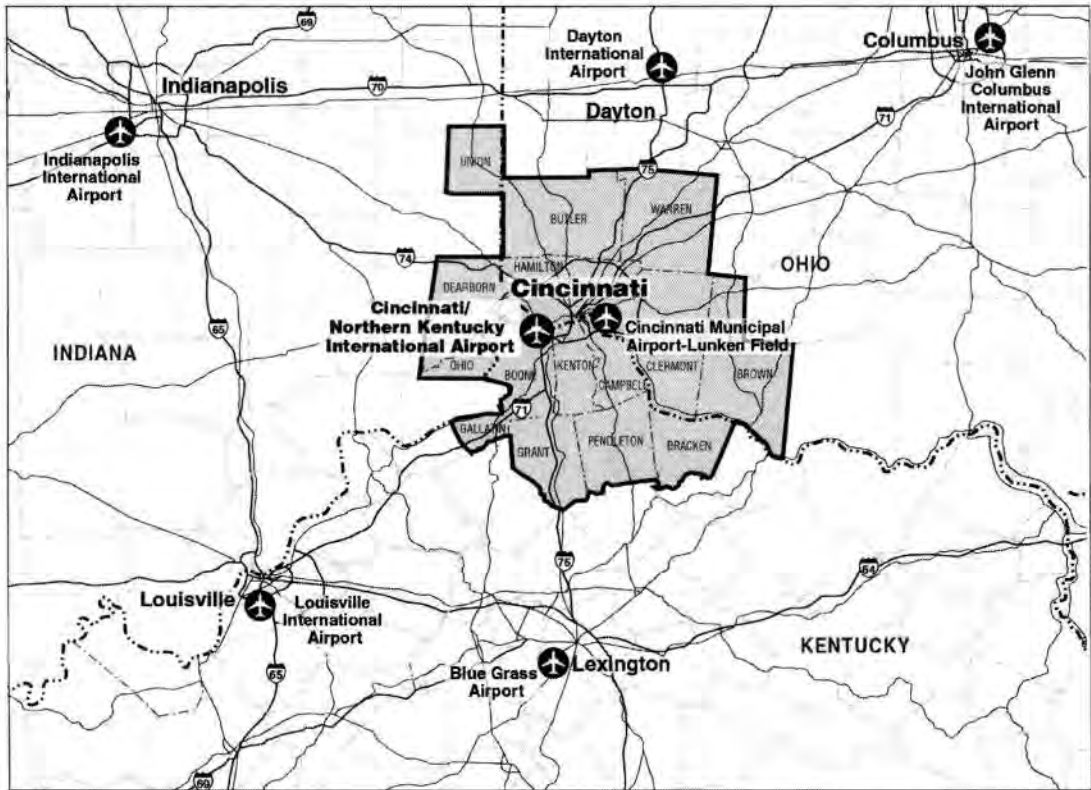 69
Dayton
International
Airport
Columbus
John Glenn
Columbus
International
Airport
Indianapolis
70
Dayton
71
Indianapolis
International
Airport
UNION
75
BUTLER
WARREN
74
HAMILTON
OHIO
DEARBORN
Cincinnati
Cincinnati/
Northern Kentucky
International Airport
Cincinnati Municipal
Airport-Lunken Field
65
INDIANA
OHIO
BOONE
KENTON
CLERMONT
CAMPBELL
BROWN
71
GALLATIN
GRANT
PENDLETON
BRACKEN
75
64
Louisville
Louisville
International
Airport
KENTUCKY
65
Blue Grass
Airport
Lexington